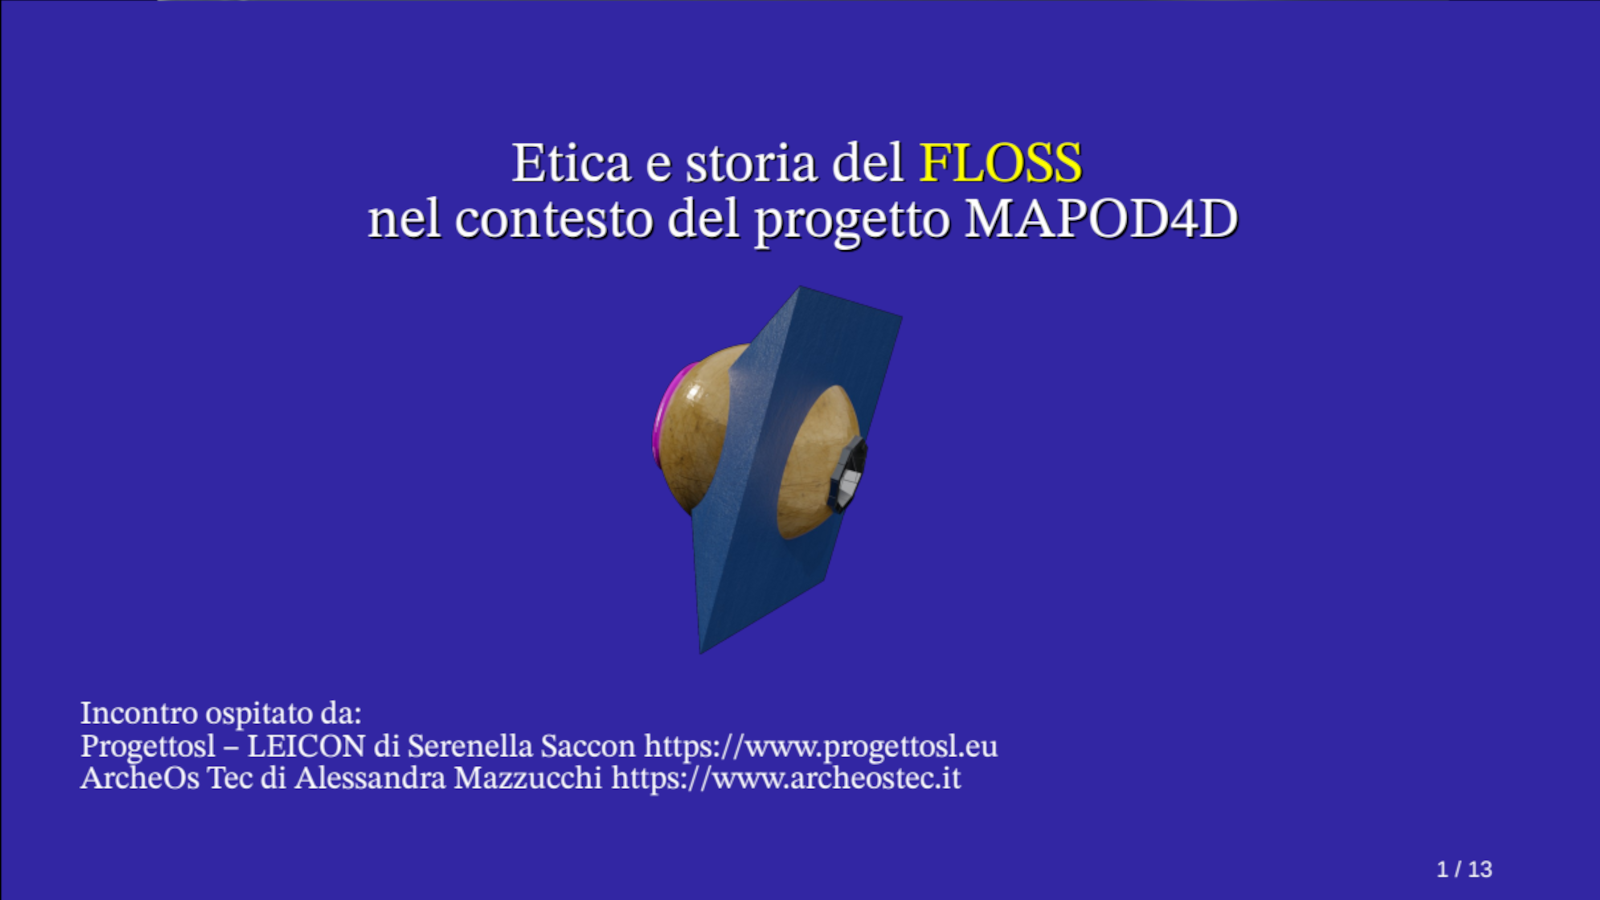 Etica e storia del FLOSS
nel contesto del progetto MAPOD4D
Incontro ospitato da:
Progettosl – LEICON di Serenella Saccon https://www.progettosl.eu
ArcheOs Tec di Alessandra Mazzucchi https://www.archeostec.it
1 / 13